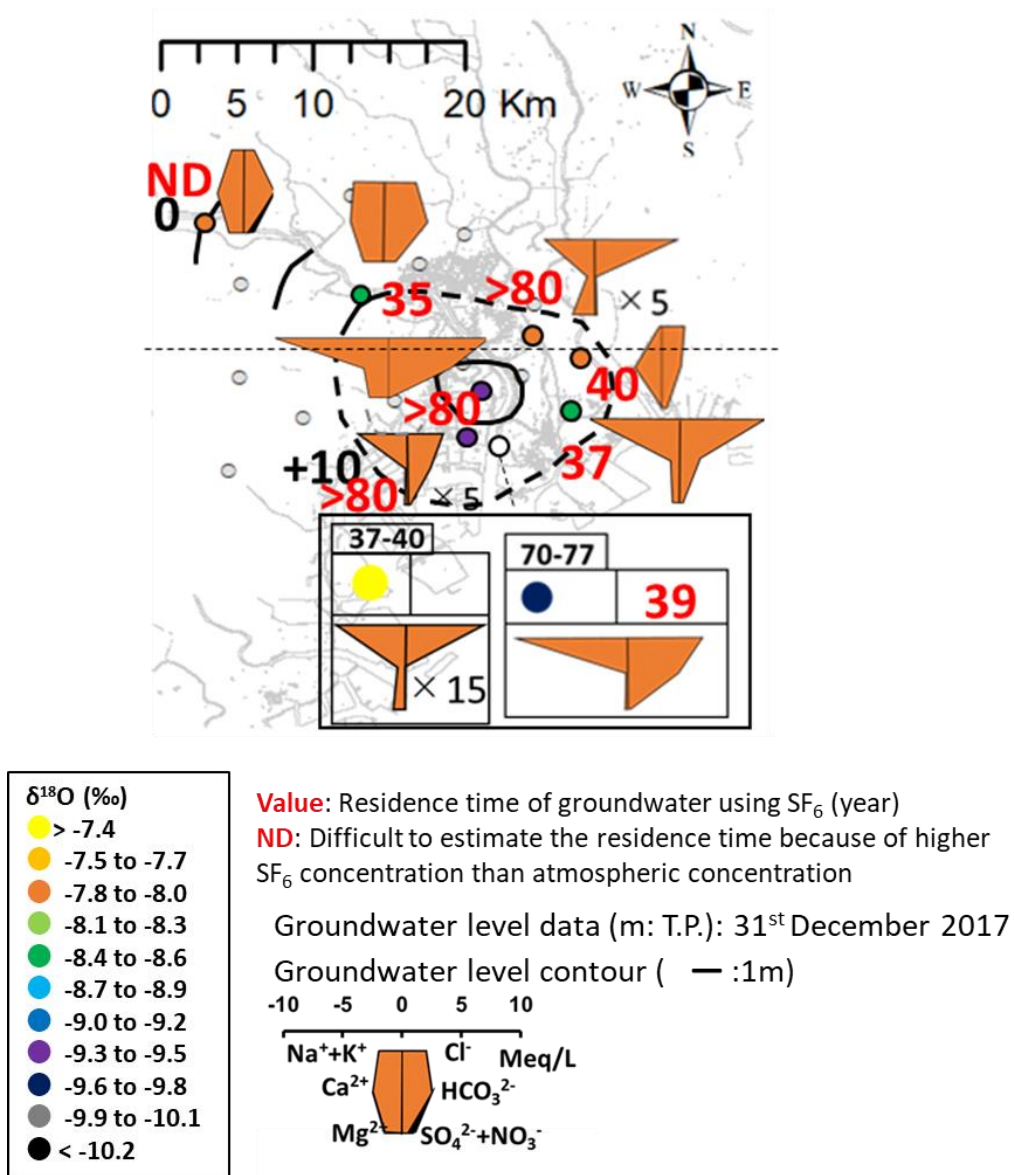 N
W E
S
0 5 10 20 Km
ND
0
35
>80
× 5
40
>80
37
+10
>80
× 5
37-40
70-77
39
× 15
δ¹⁸O (‰)
> -7.4
-7.5 to -7.7
-7.8 to -8.0
-8.1 to -8.3
-8.4 to -8.6
-8.7 to -8.9
-9.0 to -9.2
-9.3 to -9.5
-9.6 to -9.8
-9.9 to -10.1
< -10.2
Value: Residence time of groundwater using SF₆ (year)
ND: Difficult to estimate the residence time because of higher
SF₆ concentration than atmospheric concentration
Groundwater level data (m: T.P.): 31ˢᵗ December 2017
Groundwater level contour ( — :1m)
-10 -5 0 5 10
Na⁺+K⁺ Cl⁻ Meq/L
Ca²⁺ HCO₃²⁻
Mg²⁺ SO₄²⁻+NO₃⁻